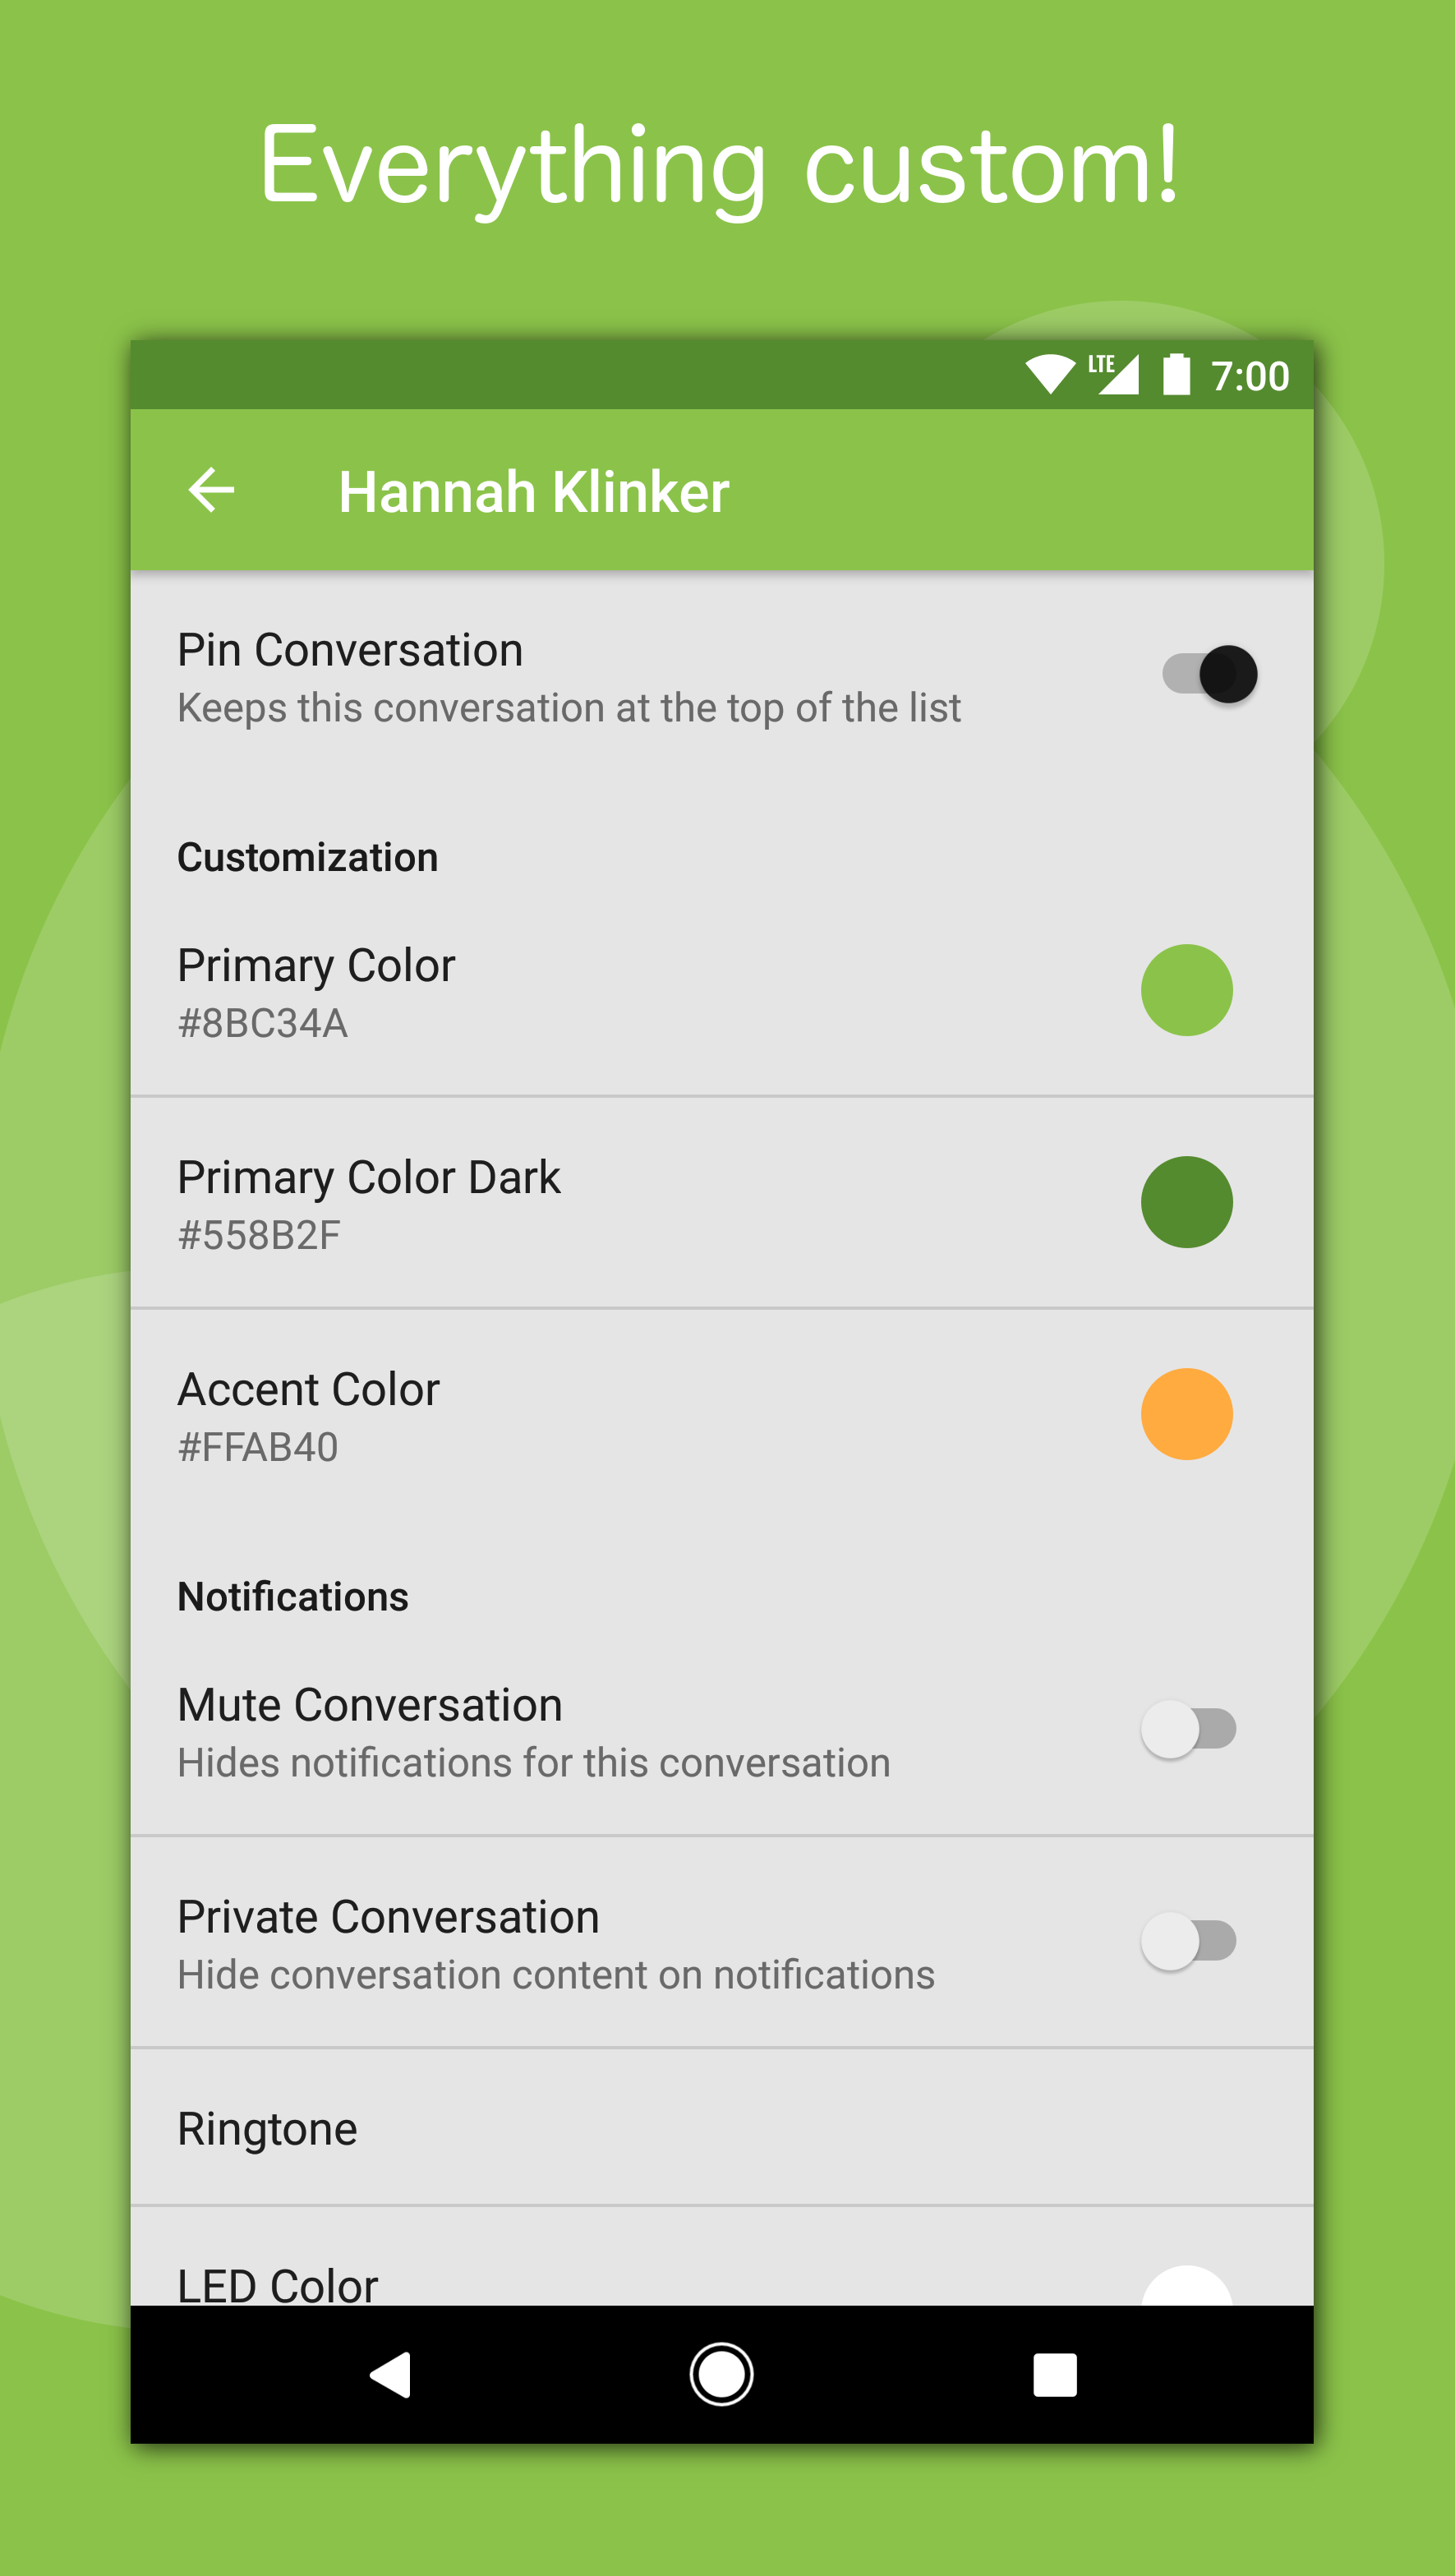 Everything custom!
LTE 7:00
Hannah Klinker
Pin Conversation
Keeps this conversation at the top of the list
Customization
Primary Color
#8BC34A
Primary Color Dark
#558B2F
Accent Color
#FFAB40
Notifications
Mute Conversation
Hides notifications for this conversation
Private Conversation
Hide conversation content on notifications
Ringtone
LED Color